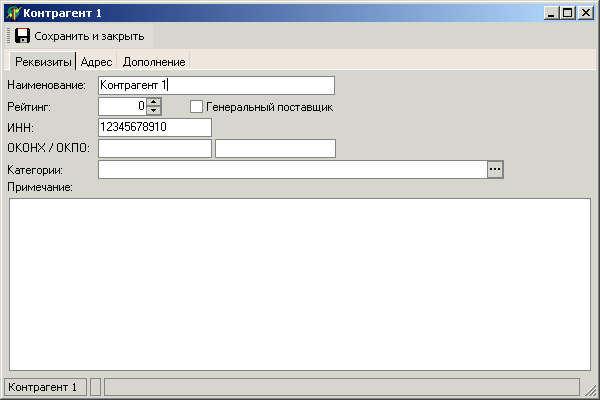 Контрагент 1
Сохранить и закрыть
Реквизиты Адрес Дополнение
Наименование: Контрагент 1
Рейтинг: 0 Генеральный поставщик
ИНН: 12345678910
ОКОНХ / ОКПО:
Категории: ...
Примечание:
Контрагент 1